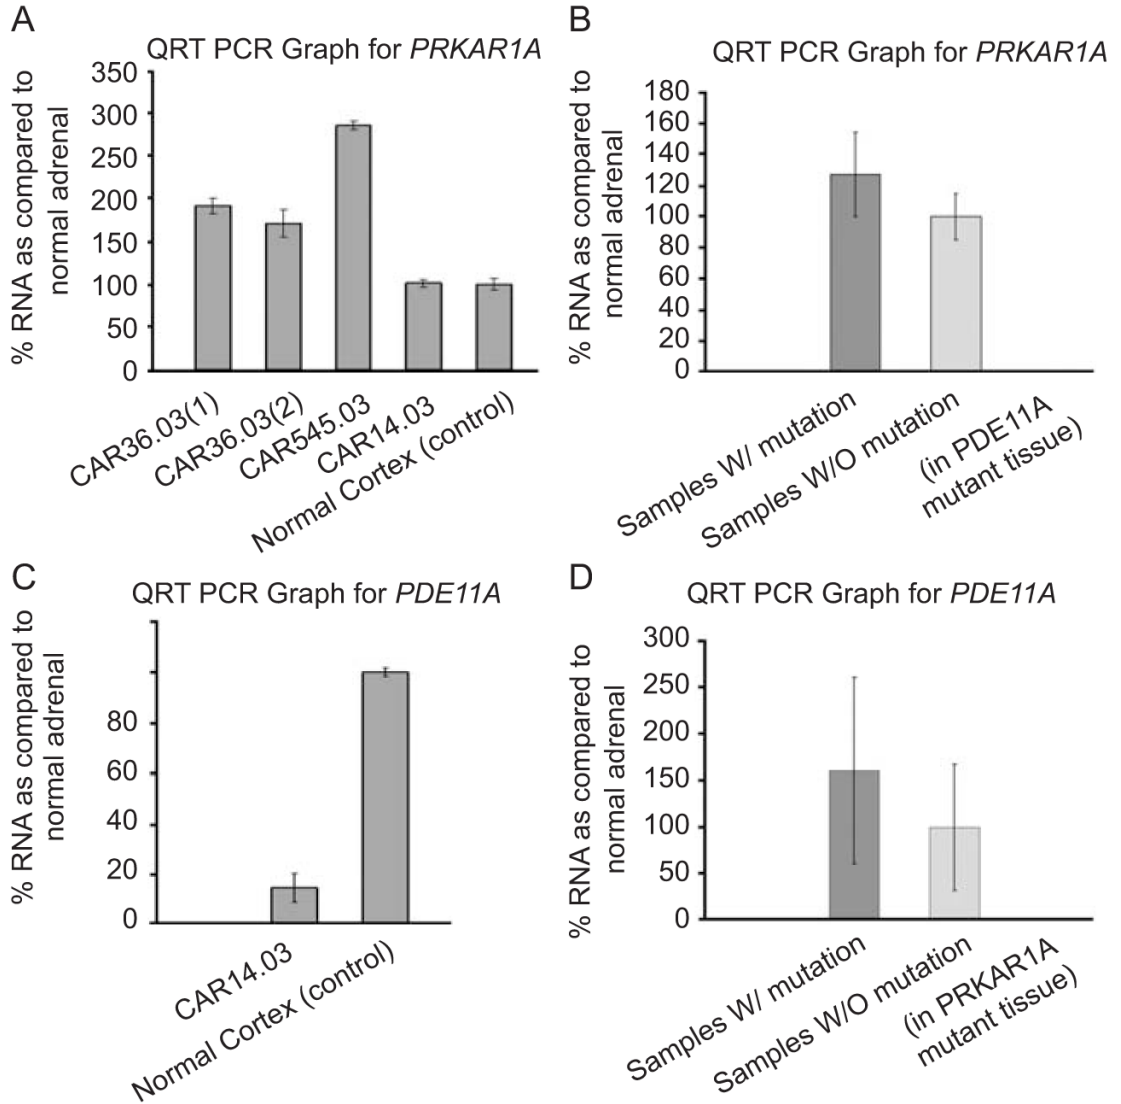 A
QRT PCR Graph for PRKAR1A
% RNA as compared to
normal adrenal
350
300
250
200
150
100
50
0
CAR36.03(1)
CAR36.03(2)
CAR545.03
CAR14.03
Normal Cortex (control)
B
QRT PCR Graph for PRKAR1A
% RNA as compared to
normal adrenal
180
160
140
120
100
80
60
40
20
0
Samples W/ mutation
Samples W/O mutation
(in PDE11A
mutant tissue)
C
QRT PCR Graph for PDE11A
% RNA as compared to
normal adrenal
80
60
40
20
0
CAR14.03
Normal Cortex (control)
D
QRT PCR Graph for PDE11A
% RNA as compared to
normal adrenal
300
250
200
150
100
50
0
Samples W/ mutation
Samples W/O mutation
(in PRKAR1A
mutant tissue)